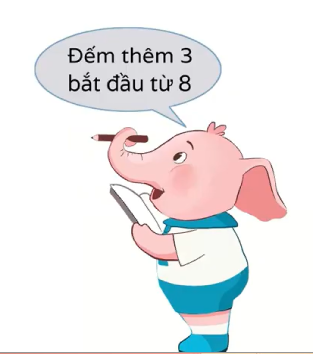 Đếm thêm 3
bắt đầu từ 8